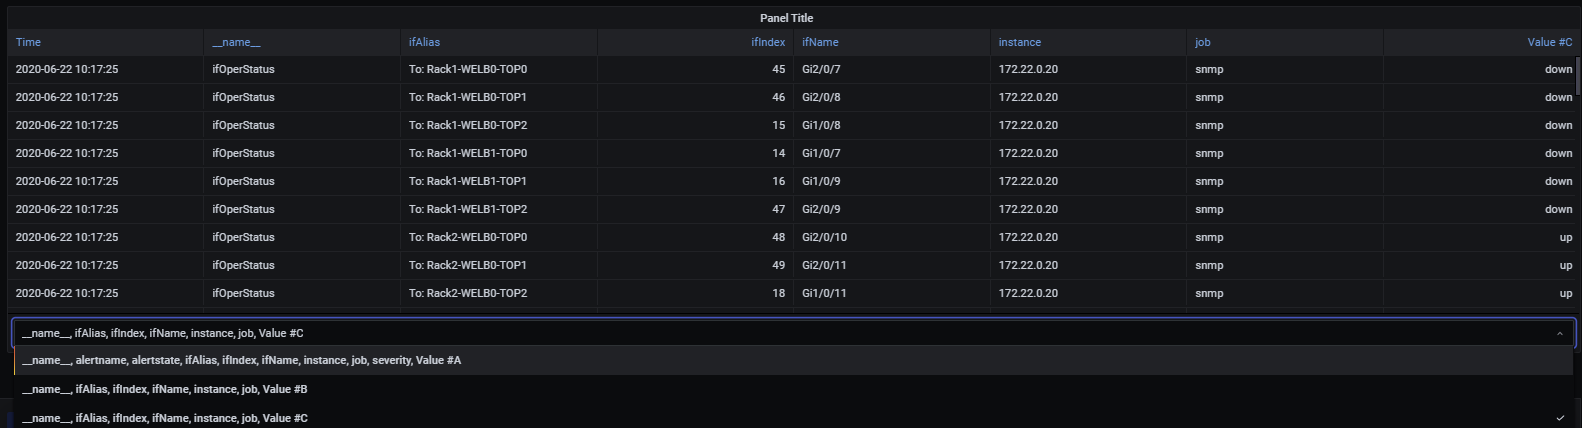 Panel Title
Time __name__ ifAlias ifIndex ifName instance job Value #C
2020-06-22 10:17:25 ifOperStatus To: Rack1-WELB0-TOP0 45 Gi2/0/7 172.22.0.20 snmp down
2020-06-22 10:17:25 ifOperStatus To: Rack1-WELB0-TOP1 46 Gi2/0/8 172.22.0.20 snmp down
2020-06-22 10:17:25 ifOperStatus To: Rack1-WELB0-TOP2 15 Gi1/0/8 172.22.0.20 snmp down
2020-06-22 10:17:25 ifOperStatus To: Rack1-WELB1-TOP0 14 Gi1/0/7 172.22.0.20 snmp down
2020-06-22 10:17:25 ifOperStatus To: Rack1-WELB1-TOP1 16 Gi1/0/9 172.22.0.20 snmp down
2020-06-22 10:17:25 ifOperStatus To: Rack1-WELB1-TOP2 47 Gi2/0/9 172.22.0.20 snmp down
2020-06-22 10:17:25 ifOperStatus To: Rack2-WELB0-TOP0 48 Gi2/0/10 172.22.0.20 snmp up
2020-06-22 10:17:25 ifOperStatus To: Rack2-WELB0-TOP1 49 Gi2/0/11 172.22.0.20 snmp up
2020-06-22 10:17:25 ifOperStatus To: Rack2-WELB0-TOP2 18 Gi1/0/11 172.22.0.20 snmp up
__name__, ifAlias, ifIndex, ifName, instance, job, Value #C
__name__, alertname, alertstate, ifAlias, ifIndex, ifName, instance, job, severity, Value #A
__name__, ifAlias, ifIndex, ifName, instance, job, Value #B
__name__, ifAlias, ifIndex, ifName, instance, job, Value #C